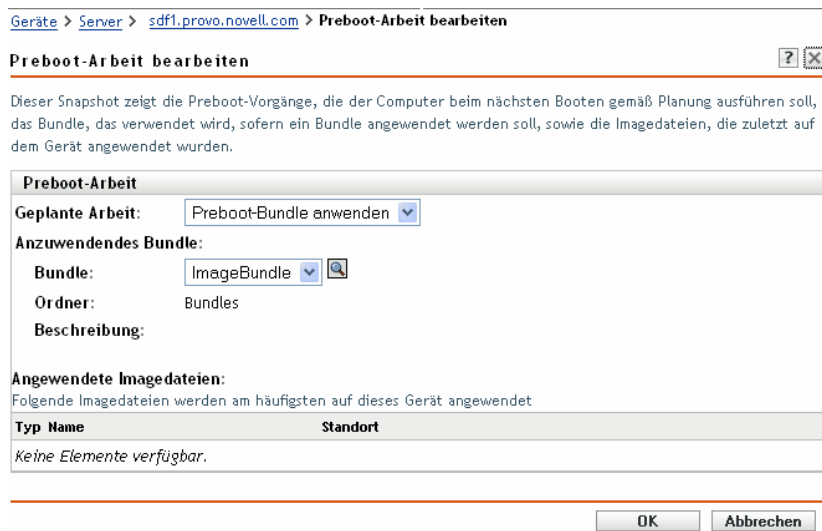 Geräte > Server > sdf1.provo.novell.com > Preboot-Arbeit bearbeiten
Preboot-Arbeit bearbeiten
?
Dieser Snapshot zeigt die Preboot-Vorgänge, die der Computer beim nächsten Booten gemäß Planung ausführen soll,
das Bundle, das verwendet wird, sofern ein Bundle angewendet werden soll, sowie die Imagedateien, die zuletzt auf
dem Gerät angewendet wurden.
Preboot-Arbeit
Geplante Arbeit: Preboot-Bundle anwenden
Anzuwendendes Bundle:
Bundle: ImageBundle
Ordner: Bundles
Beschreibung:
Angewendete Imagedateien:
Folgende Imagedateien werden am häufigsten auf dieses Gerät angewendet
Typ Name Standort
Keine Elemente verfügbar.
OK Abbrechen